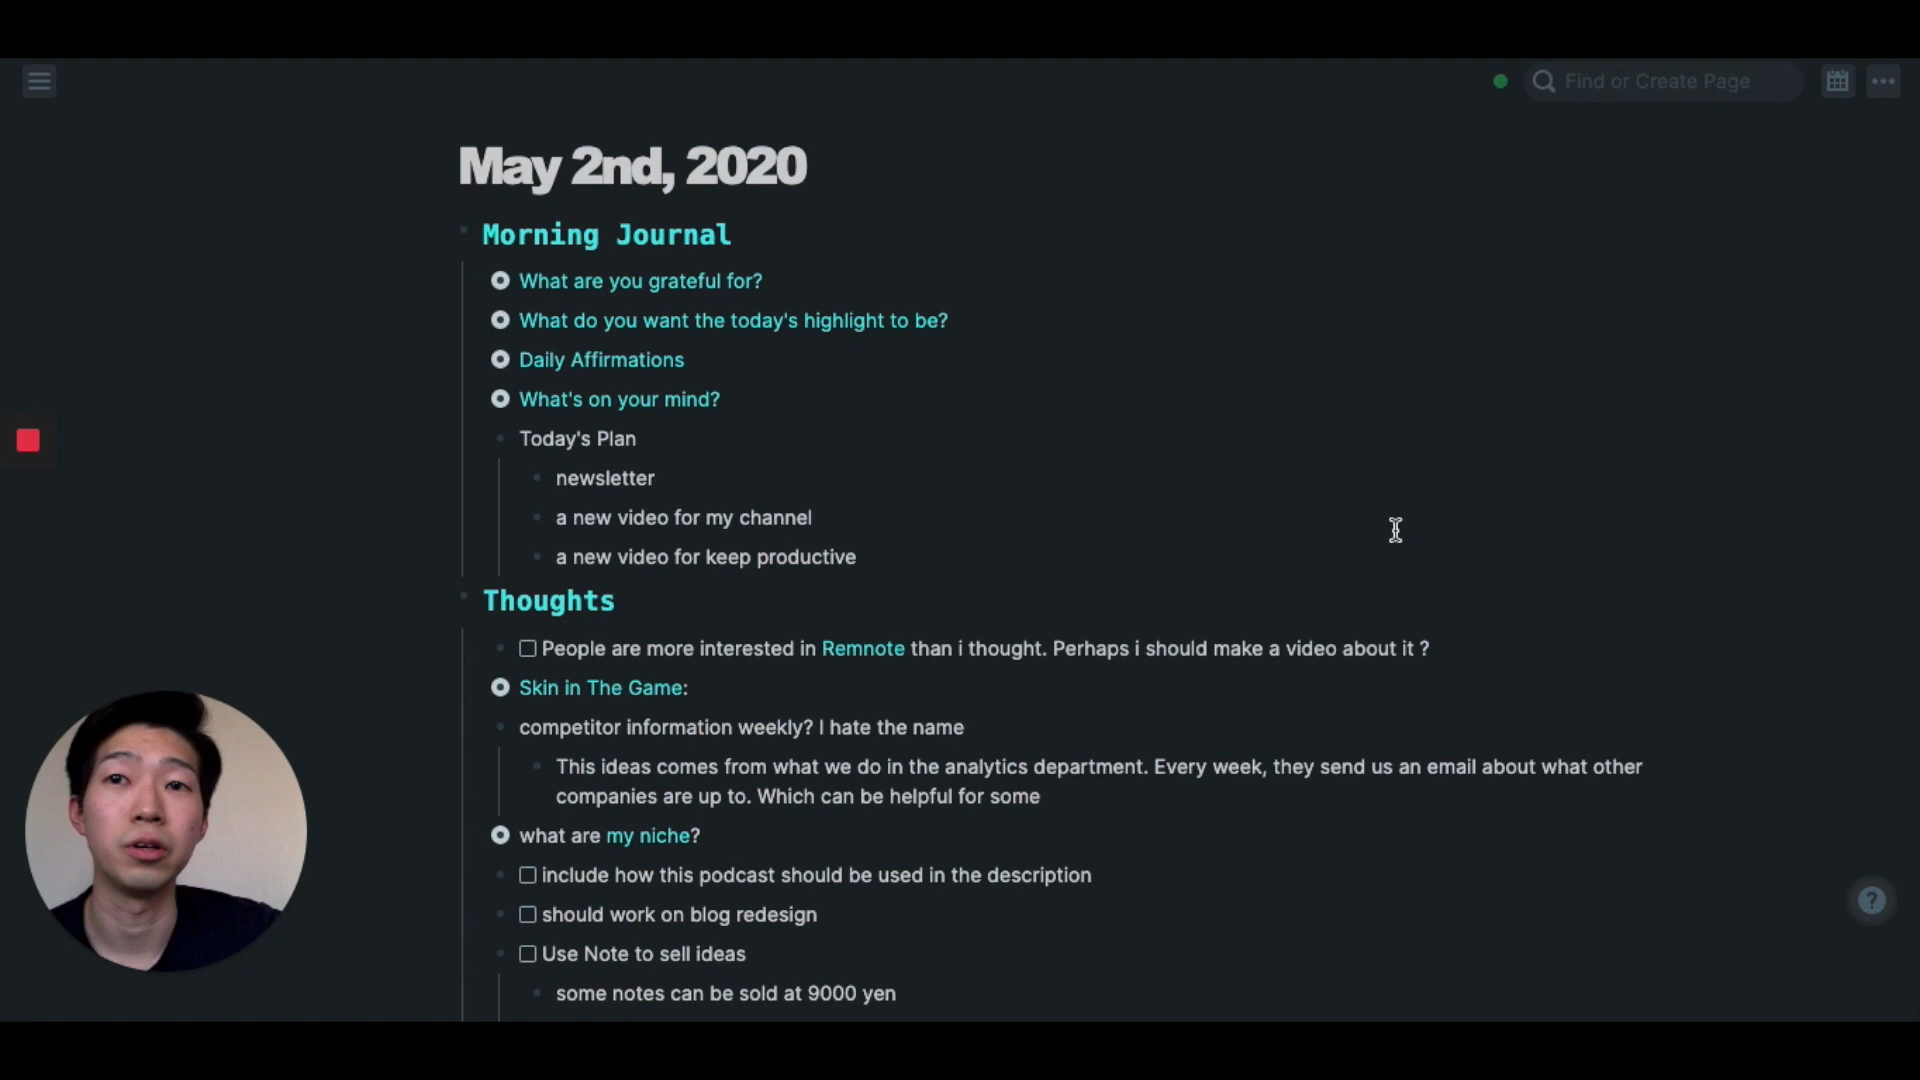 Find or Create Page
May 2nd, 2020
Morning Journal
What are you grateful for?
What do you want the today's highlight to be?
Daily Affirmations
What's on your mind?
Today's Plan
newsletter
a new video for my channel
a new video for keep productive
Thoughts
People are more interested in Remnote than i thought. Perhaps i should make a video about it ?
Skin in The Game:
competitor information weekly? I hate the name
This ideas comes from what we do in the analytics department. Every week, they send us an email about what other
companies are up to. Which can be helpful for some
what are my niche?
include how this podcast should be used in the description
should work on blog redesign
Use Note to sell ideas
some notes can be sold at 9000 yen
?